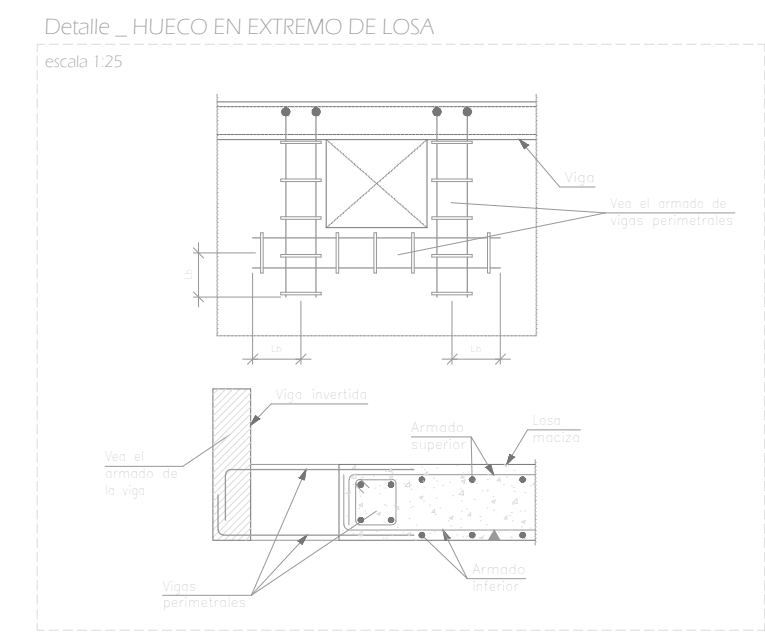 Detalle _ HUECO EN EXTREMO DE LOSA
escala 1:25
Viga
Vea el armado de
vigas perimetrales
Lb
Lb
Lb
Viga invertida
Armado
superior
Losa
maciza
Vea el
armado de
la viga
Armado
inferior
Vigas
perimetrales